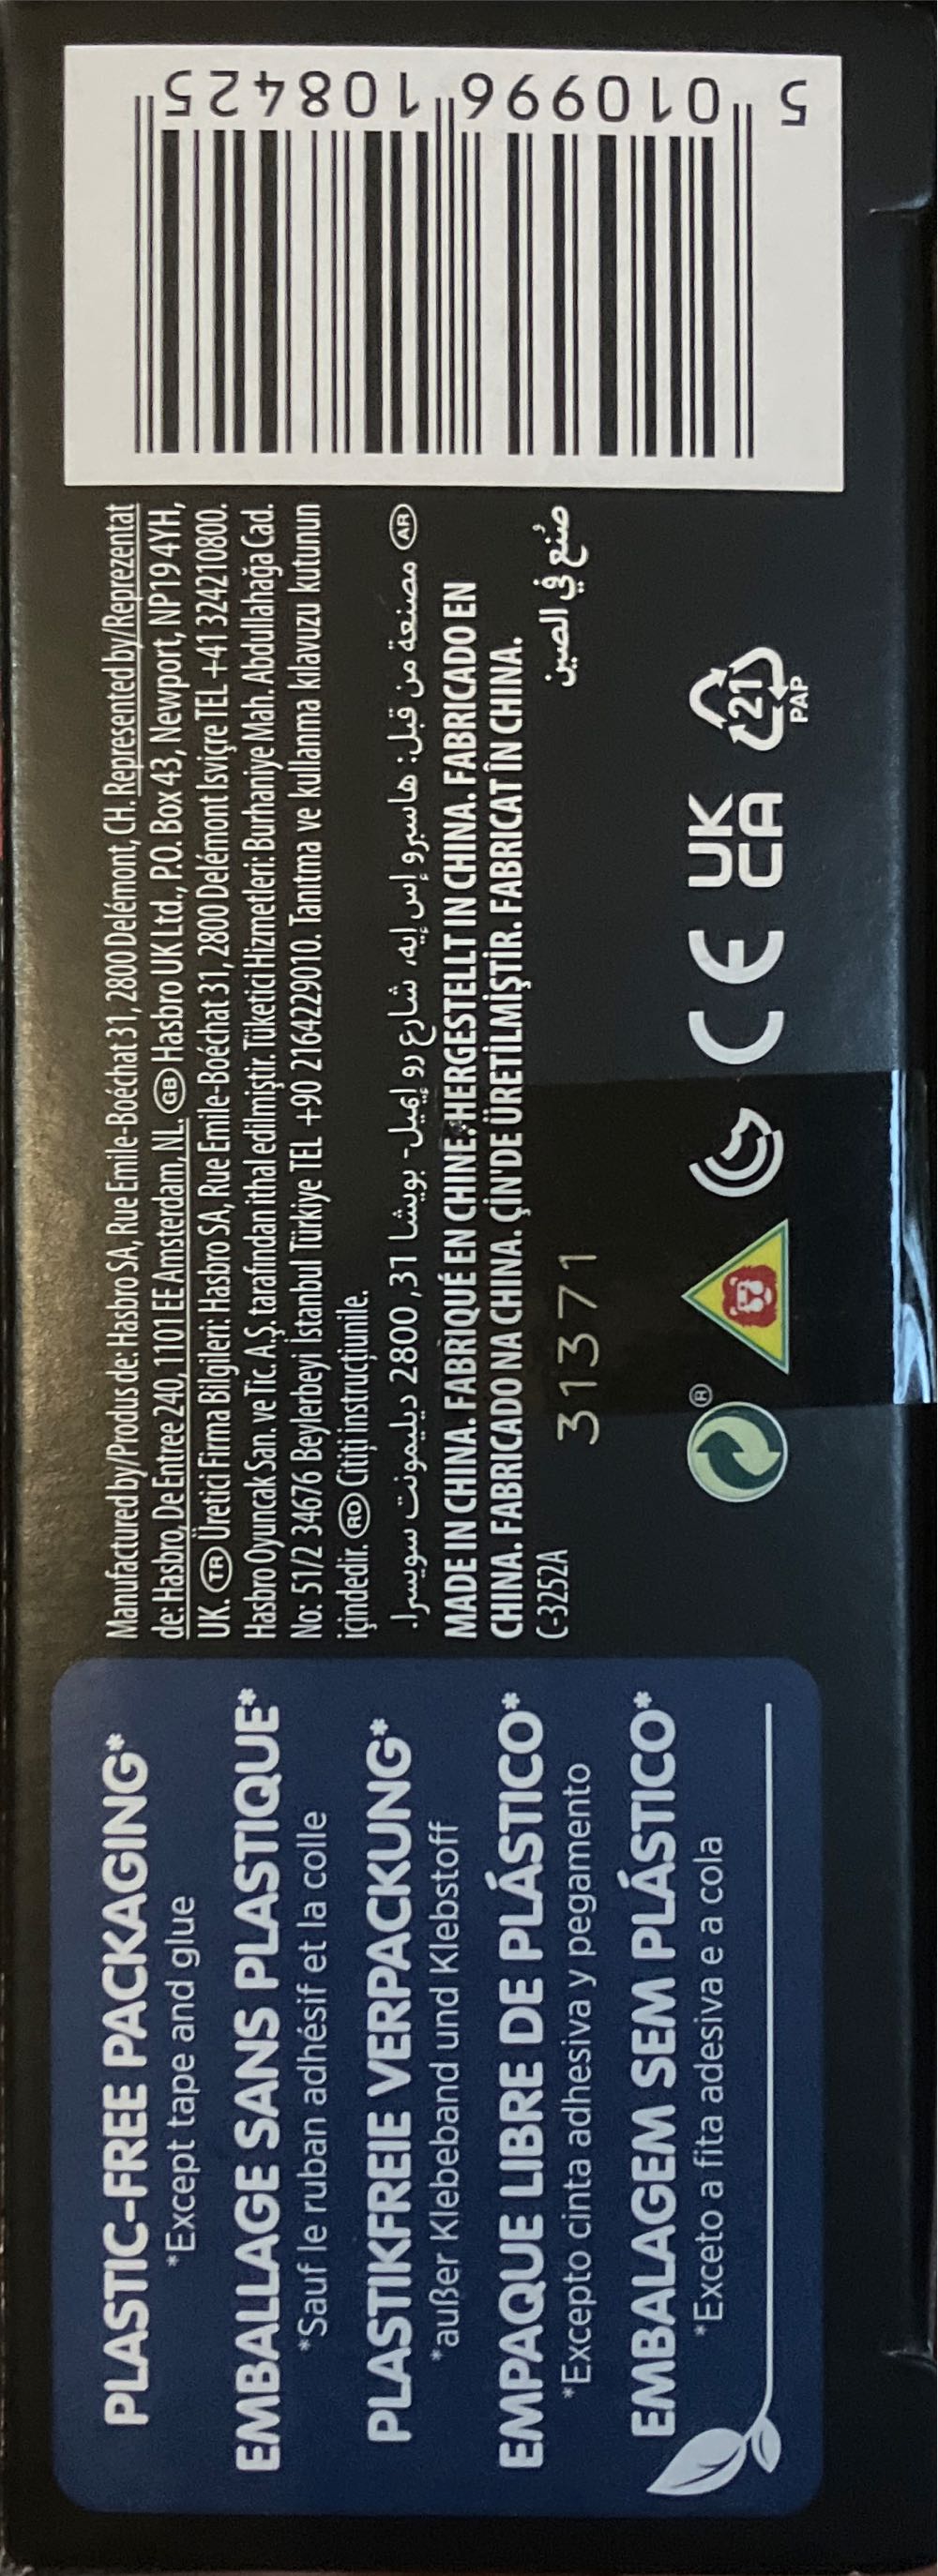 PLASTIC-FREE PACKAGING*
*Except tape and glue
EMBALLAGE SANS PLASTIQUE*
*Sauf le ruban adhésif et la colle
PLASTIKFREIE VERPACKUNG*
*außer Klebeband und Klebstoff
EMPAQUE LIBRE DE PLÁSTICO*
*Excepto cinta adhesiva y pegamento
EMBALAGEM SEM PLÁSTICO*
*Exceto a fita adesiva e a cola
Manufactured by/Produs de: Hasbro SA, Rue Emile-Boéchat 31, 2800 Delémont, CH. Represented by/Reprezentat
de: Hasbro, De Entree 240, 1101 EE Amsterdam, NL. GB Hasbro UK Ltd., P.O. Box 43, Newport, NP19 4YH,
UK. TR Üretici Firma Bilgileri: Hasbro SA, Rue Emile-Boéchat 31, 2800 Delémont Isviçre TEL +41 324210800.
Hasbro Oyuncak San. ve Tic. A.Ş. tarafından ithal edilmiştir. Tüketici Hizmetleri: Burhaniye Mah. Abdullahağa Cad.
No: 51/2 34676 Beylerbeyi İstanbul Türkiye TEL +90 2164229010. Tanıtma ve kullanma kılavuzu kutunun
içindedir. RO Citiți instrucțiunile.
AR مصنعة من قبل: هاسبرو إس إيه، شارع رو إميل- بويشا 31, 2800 ديليمونت سويسرا.
MADE IN CHINA. FABRIQUÉ EN CHINE. HERGESTELLT IN CHINA. FABRICADO EN
CHINA. FABRICADO NA CHINA. ÇİN'DE ÜRETİLMİŞTİR. FABRICAT ÎN CHINA.
C-3252A
صُنع في الصين
31371
®
CE
UK
CA
21
PAP
5 010996 108425